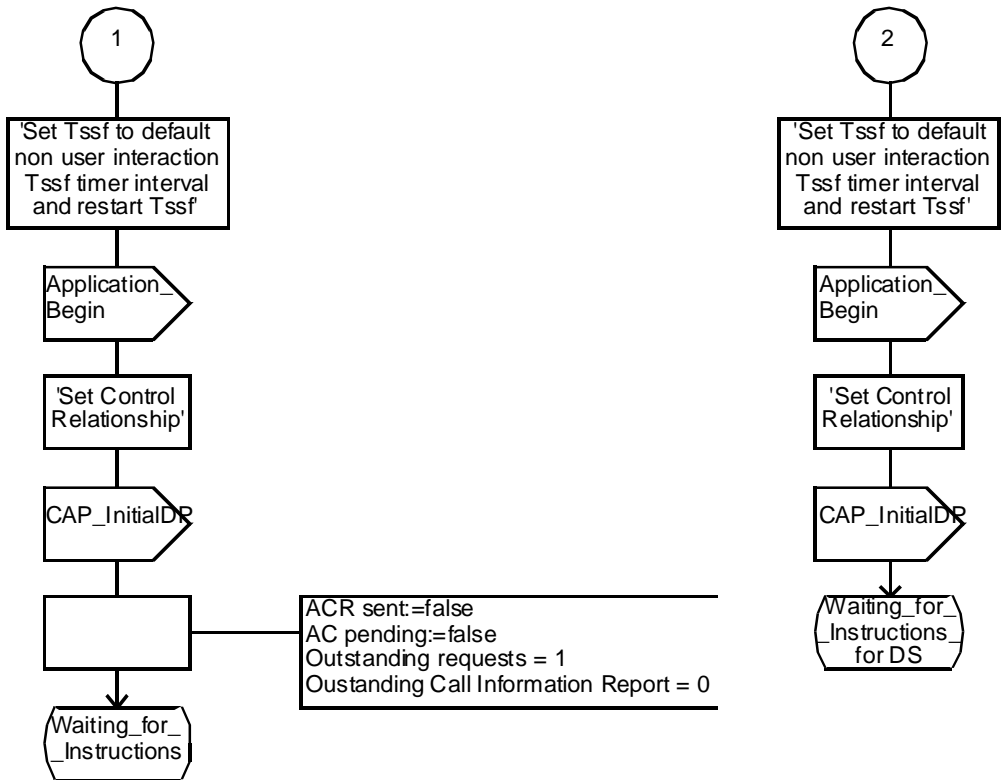 1
'Set Tssf to default
non user interaction
Tssf timer interval
and restart Tssf'
Application_
Begin
'Set Control
Relationship'
CAP_InitialDP
ACR sent:=false
AC pending:=false
Outstanding requests = 1
Oustanding Call Information Report = 0
Waiting_for_
_Instructions
2
'Set Tssf to default
non user interaction
Tssf timer interval
and restart Tssf'
Application_
Begin
'Set Control
Relationship'
CAP_InitialDP
Waiting_for_
_Instructions_
for DS